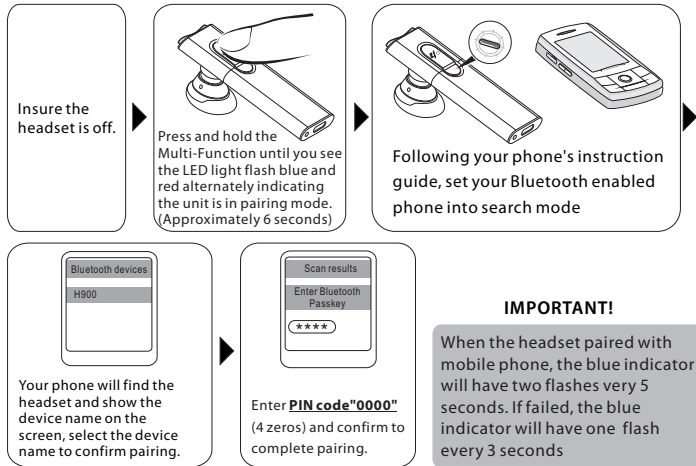 Insure the
headset is off.
Press and hold the
Multi-Function until you see
the LED light flash blue and
red alternately indicating
the unit is in pairing mode.
(Approximately 6 seconds)
Following your phone's instruction
guide, set your Bluetooth enabled
phone into search mode
Bluetooth devices
H900
Your phone will find the
headset and show the
device name on the
screen, select the device
name to confirm pairing.
Scan results
Enter Bluetooth
Passkey
****
Enter PIN code"0000"
(4 zeros) and confirm to
complete pairing.
IMPORTANT!
When the headset paired with
mobile phone, the blue indicator
will have two flashes very 5
seconds. If failed, the blue
indicator will have one flash
every 3 seconds